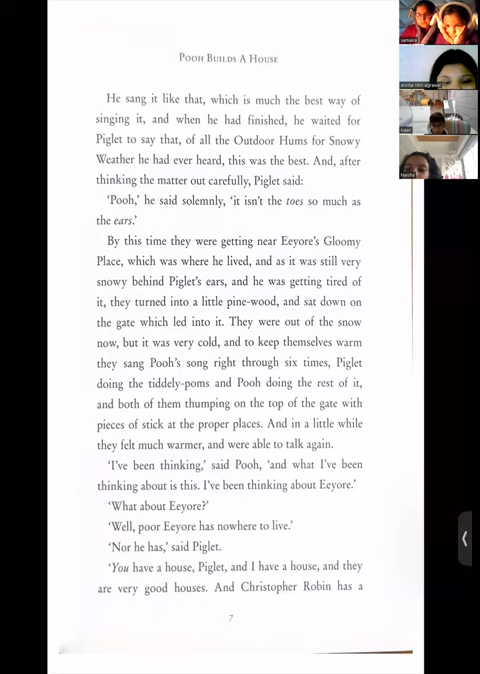 POOH BUILDS A HOUSE
He sang it like that, which is much the best way of
singing it, and when he had finished, he waited for
Piglet to say that, of all the Outdoor Hums for Snowy
Weather he had ever heard, this was the best. And, after
thinking the matter out carefully, Piglet said:
‘Pooh,’ he said solemnly, ‘it isn’t the toes so much as
the ears.’
By this time they were getting near Eeyore’s Gloomy
Place, which was where he lived, and as it was still very
snowy behind Piglet’s ears, and he was getting tired of
it, they turned into a little pine-wood, and sat down on
the gate which led into it. They were out of the snow
now, but it was very cold, and to keep themselves warm
they sang Pooh’s song right through six times, Piglet
doing the tiddely-poms and Pooh doing the rest of it,
and both of them thumping on the top of the gate with
pieces of stick at the proper places. And in a little while
they felt much warmer, and were able to talk again.
‘I’ve been thinking,’ said Pooh, ‘and what I’ve been
thinking about is this. I’ve been thinking about Eeyore.’
‘What about Eeyore?’
‘Well, poor Eeyore has nowhere to live.’
‘Nor he has,’ said Piglet.
‘You have a house, Piglet, and I have a house, and they
are very good houses. And Christopher Robin has a
7
samaira
Naisha